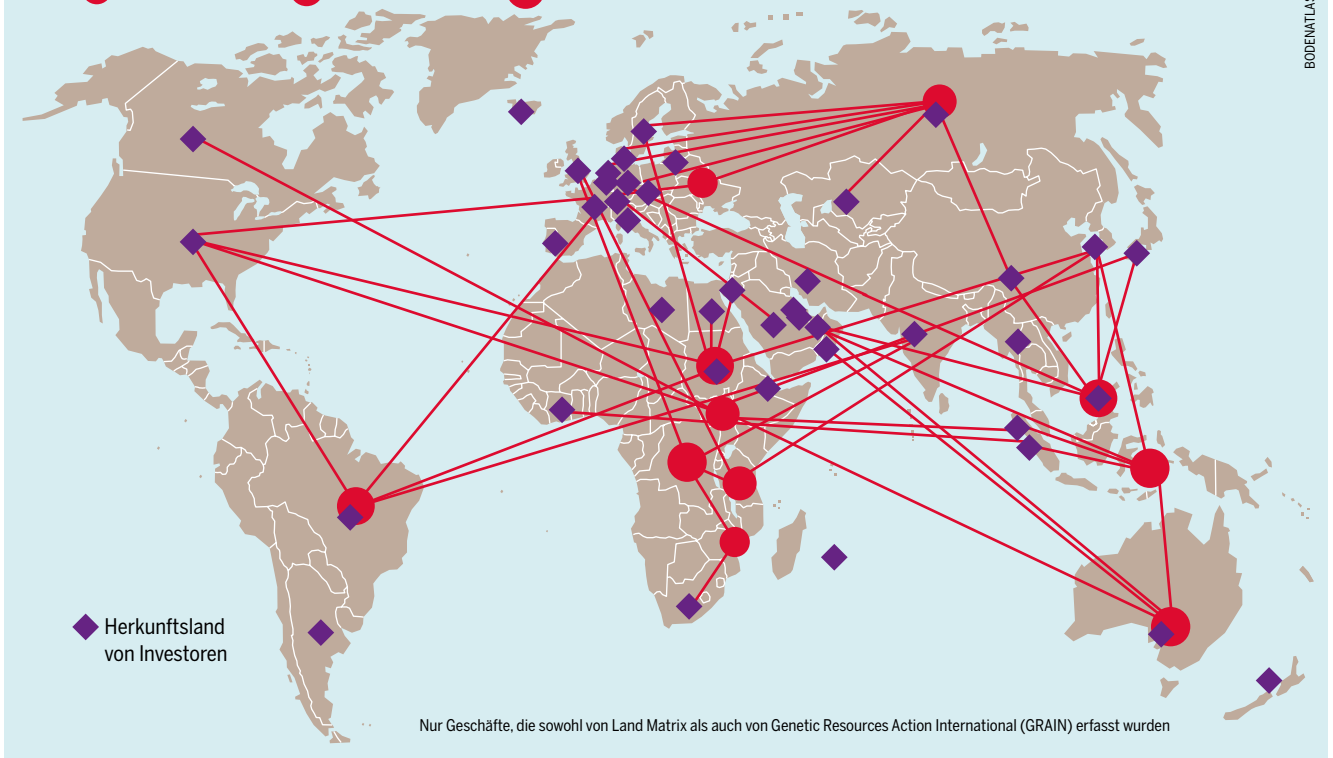 BODENATLAS
Herkunftsland
von Investoren
Nur Geschäfte, die sowohl von Land Matrix als auch von Genetic Resources Action International (GRAIN) erfasst wurden